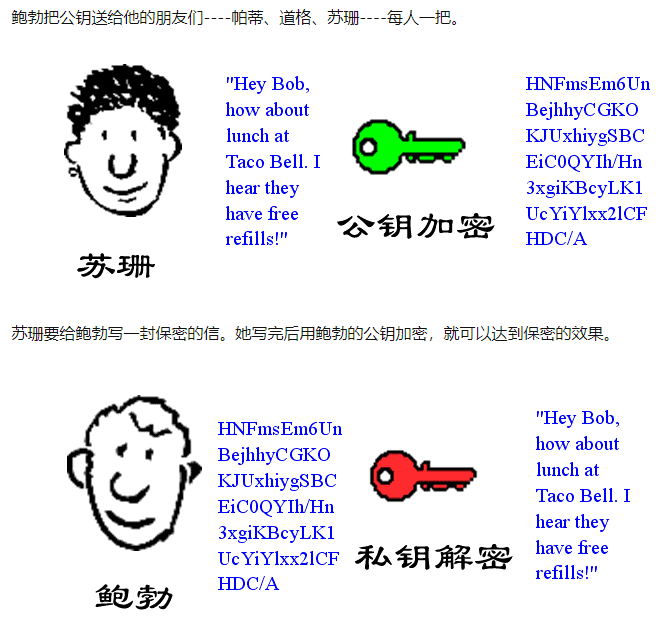 鲍勃把公钥送给他的朋友们----帕蒂、道格、苏珊----每人一把。
"Hey Bob,
how about
lunch at
Taco Bell. I
hear they
have free
refills!"
公钥加密
HNFmsEm6Un
BejhhyCGKO
KJUxhiygSBC
EiC0QYIh/Hn
3xgiKBcyLK1
UcYiYlxx2lCF
HDC/A
苏珊
苏珊要给鲍勃写一封保密的信。她写完后用鲍勃的公钥加密，就可以达到保密的效果。
HNFmsEm6Un
BejhhyCGKO
KJUxhiygSBC
EiC0QYIh/Hn
3xgiKBcyLK1
UcYiYlxx2lCF
HDC/A
私钥解密
"Hey Bob,
how about
lunch at
Taco Bell. I
hear they
have free
refills!"
鲍勃